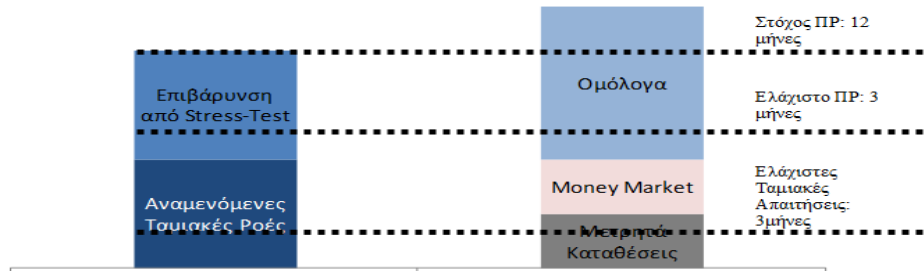 Στόχος ΠΡ: 12
μήνες
Επιβάρυνση
από Stress-Test
Ομόλογα
Ελάχιστο ΠΡ: 3
μήνες
Αναμενόμενες
Ταμιακές Ροές
Money Market
Μετρητά
Καταθέσεις
Ελάχιστες
Ταμιακές
Απαιτήσεις:
3μήνες